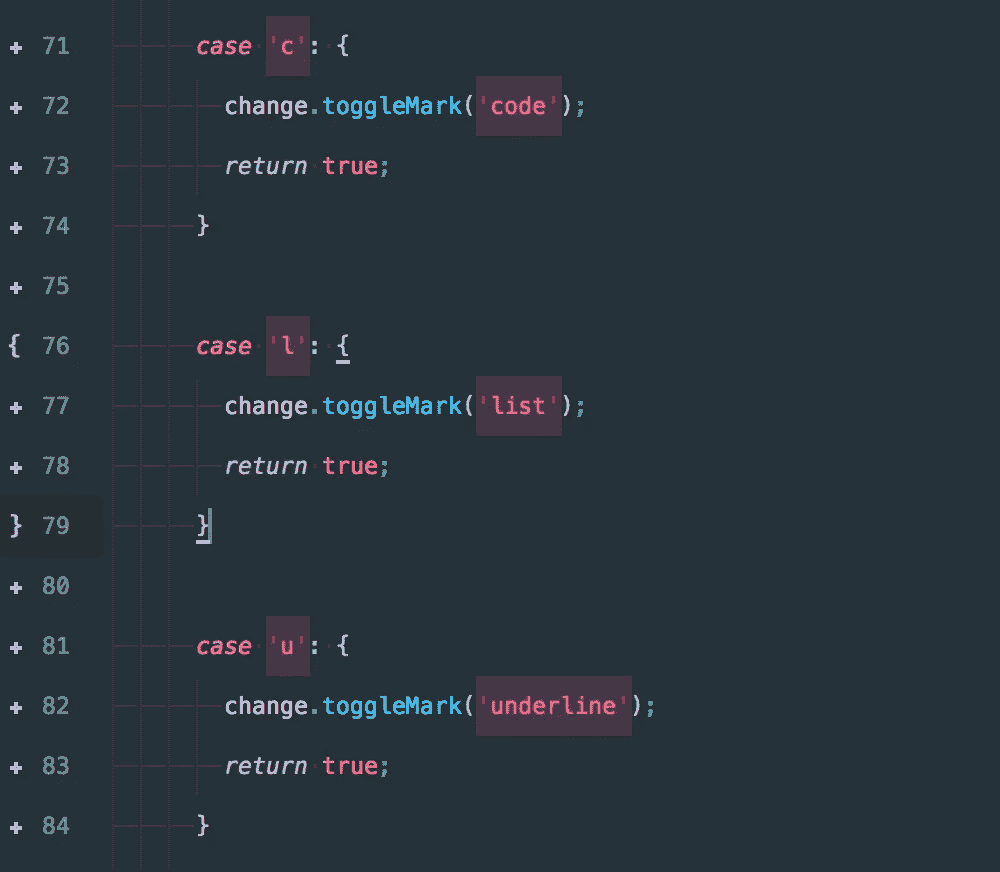 + 71 case 'c': {
+ 72 change.toggleMark('code');
+ 73 return true;
+ 74 }
+ 75
{ 76 case 'l': {
+ 77 change.toggleMark('list');
+ 78 return true;
} 79 }
+ 80
+ 81 case 'u': {
+ 82 change.toggleMark('underline');
+ 83 return true;
+ 84 }